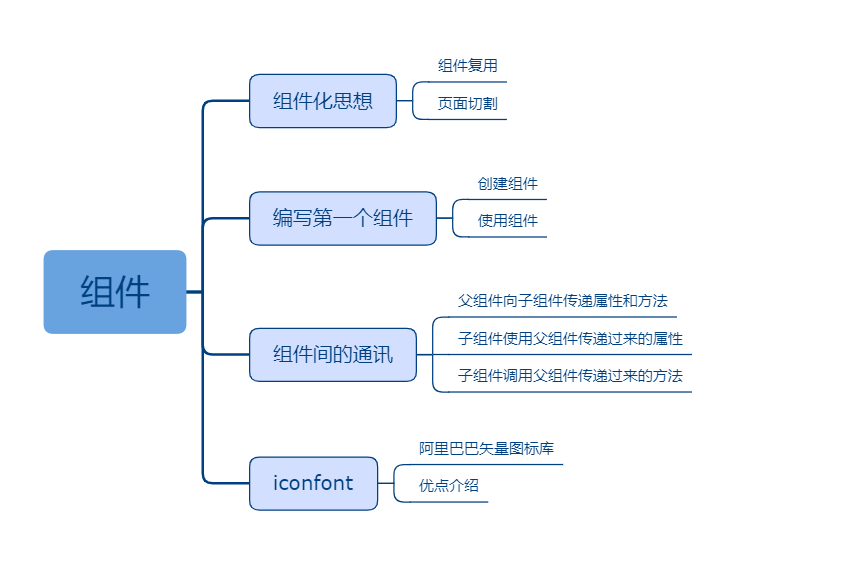 组件
组件化思想
组件复用
页面切割
编写第一个组件
创建组件
使用组件
组件间的通讯
父组件向子组件传递属性和方法
子组件使用父组件传递过来的属性
子组件调用父组件传递过来的方法
iconfont
阿里巴巴矢量图标库
优点介绍